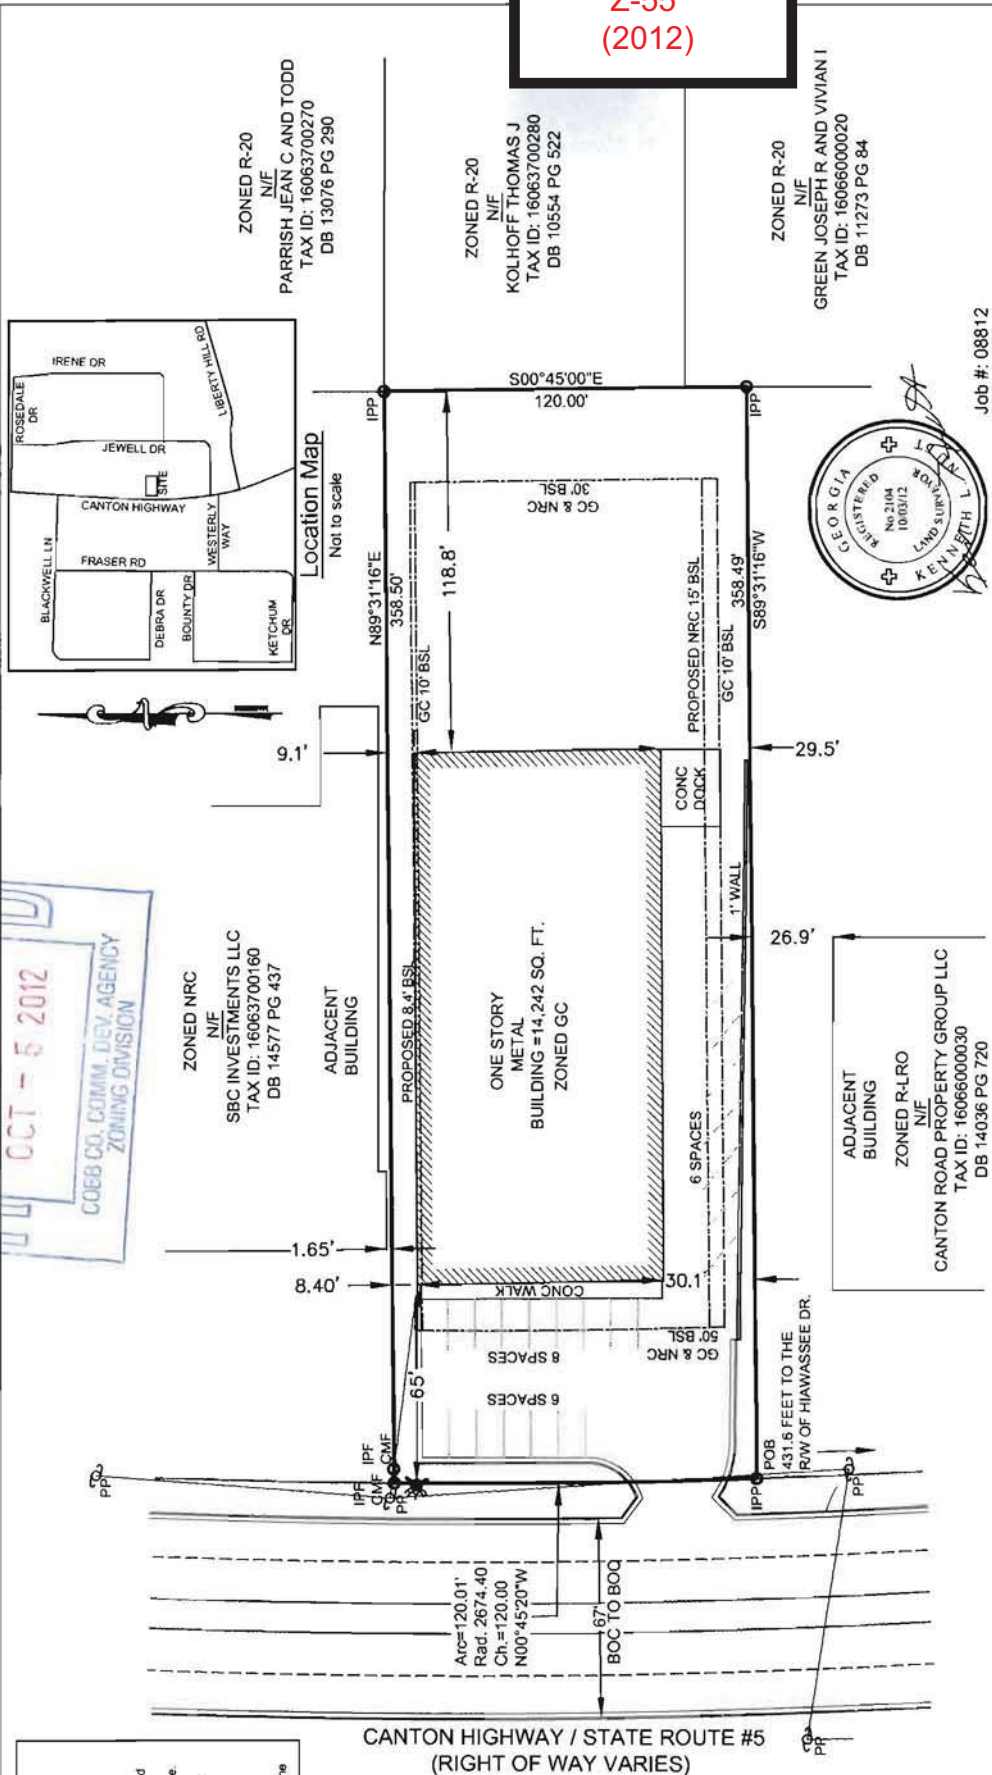 Z-55
(2012)
ZONED R-20
N/F
PARRISH JEAN C AND TODD
TAX ID: 16063700270
DB 13076 PG 290
ZONED R-20
N/F
KOLHOFF THOMAS J
TAX ID: 16063700280
DB 10554 PG 522
ZONED R-20
N/F
GREEN JOSEPH R AND VIVIAN I
TAX ID: 16066000020
DB 11273 PG 84
IRENE DR
ROSEDALE
DR
LIBERTY HILL RD
JEWELL DR
SITE
CANTON HIGHWAY
WESTERLY
WAY
BLACKWELL LN
FRASER RD
DEBRA DR
BOUNTY DR
KETCHUM
DR
Location Map
Not to scale
IPP
S00°45'00"E
120.00'
IPP
N89°31'16"E
358.50'
118.8'
30' BSL
GC & NRC
GC 10' BSL
PROPOSED NRC 15' BSL
GC 10' BSL
358.49'
S89°31'16"W
GEORGIA
REGISTERED
No 2104
10/03/12
LAND SURVEYOR
KENNETH L NUTT
Job #: 08812
9.1'
29.5'
CONC
DOCK
1' WALL
26.9'
OCT - 5 2012
COBB CO. COMM. DEV. AGENCY
ZONING DIVISION
ZONED NRC
N/F
SBC INVESTMENTS LLC
TAX ID: 16063700160
DB 14577 PG 437
ADJACENT
BUILDING
PROPOSED 8.4' BSL
ONE STORY
METAL
BUILDING =14,242 SQ. FT.
ZONED GC
6 SPACES
ADJACENT
BUILDING
ZONED R-LRO
N/F
CANTON ROAD PROPERTY GROUP LLC
TAX ID: 16066000030
DB 14036 PG 720
1.65'
8.40'
CONC WALK
30.1'
8 SPACES
50' BSL
GC & NRC
65'
6 SPACES
IPF
CMF
IPF
CMF
PP
PP
POB
IPP
431.6 FEET TO THE
R/W OF HIAWASSEE DR.
PP
Arc=120.01'
Rad. 2674.40
Ch.=120.00
N00°45'20"W
67'
BOC TO BOC
PP
CANTON HIGHWAY / STATE ROUTE #5
(RIGHT OF WAY VARIES)